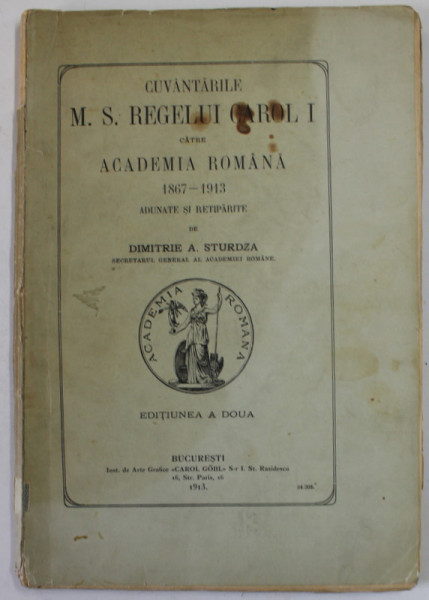 CUVÂNTĂRILE
M. S. REGELUI CAROL I
CĂTRE
ACADEMIA ROMÂNĂ
1867—1913
ADUNATE ȘI RETIPĂRITE
DE
DIMITRIE A. STURDZA
SECRETARUL GENERAL AL ACADEMIEI ROMÂNE.
ACADEMIA ROMANA
EDIȚIUNEA A DOUA
BUCUREȘTI
Inst. de Arte Grafice «CAROL GÖBL» S-r I. St. Rasidescu
16, Str. Paris, 16
1913.